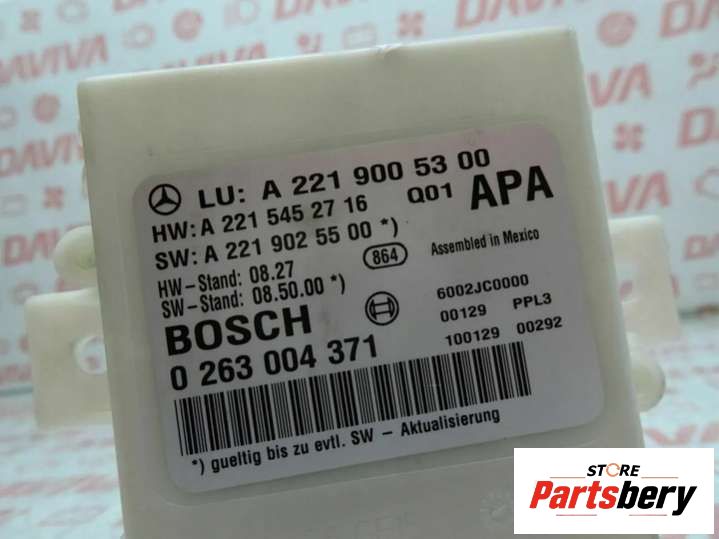 DAVIVA
LU: A 221 900 53 00
HW: A 221 545 27 16 Q01 APA
SW: A 221 902 55 00 *)
864 Assembled in Mexico
HW-Stand: 08.27
SW-Stand: 08.50.00 *)
6002JC0000
BOSCH
00129 PPL3
0 263 004 371
100129 00292
*) gueltig bis zu evtl. SW - Aktualisierung
STORE
Partsbery